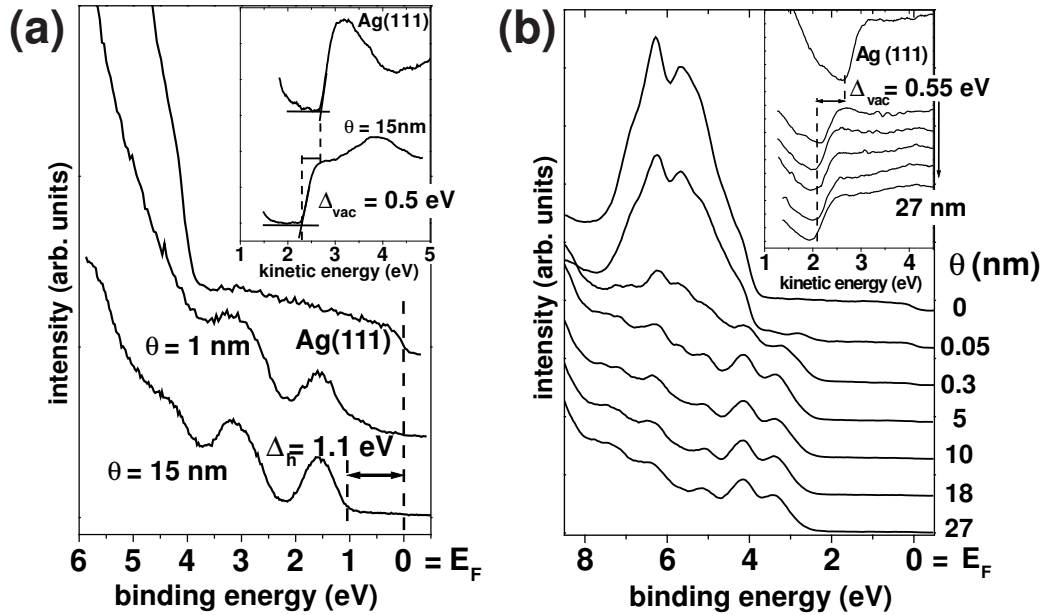 (a)
Ag(111)
θ = 15nm
Δvac = 0.5 eV
1 2 3 4 5
kinetic energy (eV)
intensity (arb. units)
θ = 1 nm
Ag(111)
Δh = 1.1 eV
θ = 15 nm
6 5 4 3 2 1 0 = EF
binding energy (eV)
(b)
Ag (111)
Δvac = 0.55 eV
27 nm
1 2 3 4
kinetic energy (eV)
intensity (arb. units)
θ (nm)
0
0.05
0.3
5
10
18
27
8 6 4 2 0 = EF
binding energy (eV)